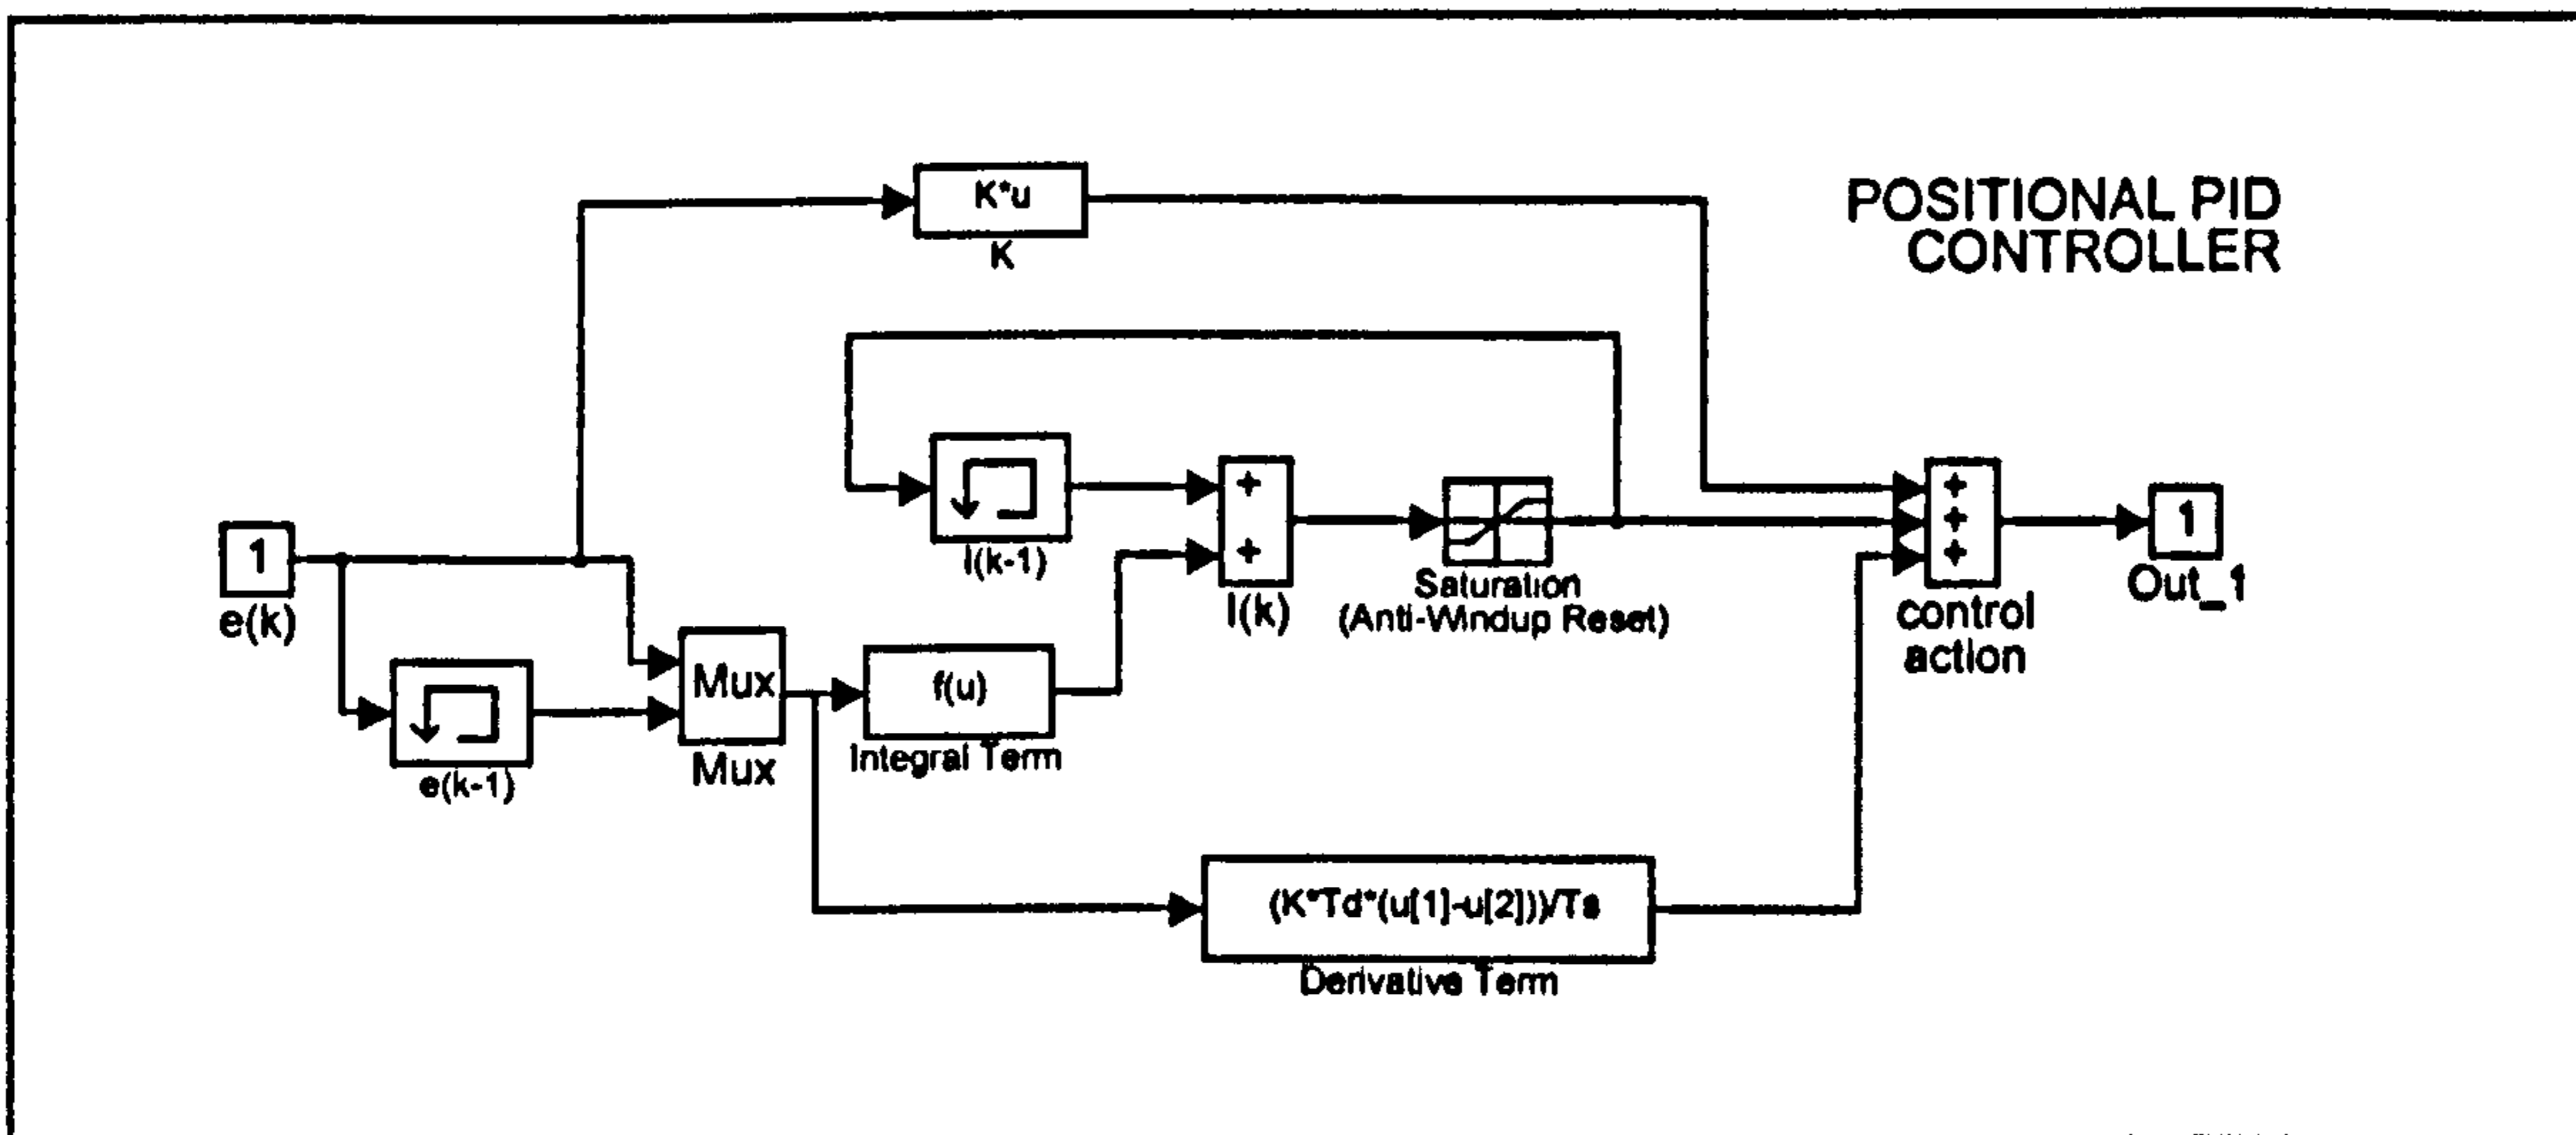 POSITIONAL PID
CONTROLLER
K*u
K
I(k-1)
+
+
I(k)
Saturation
(Anti-Windup Reset)
+
+
+
control
action
1
Out_1
1
e(k)
e(k-1)
Mux
Mux
f(u)
Integral Term
(K*Td*(u[1]-u[2]))/Ts
Derivative Term